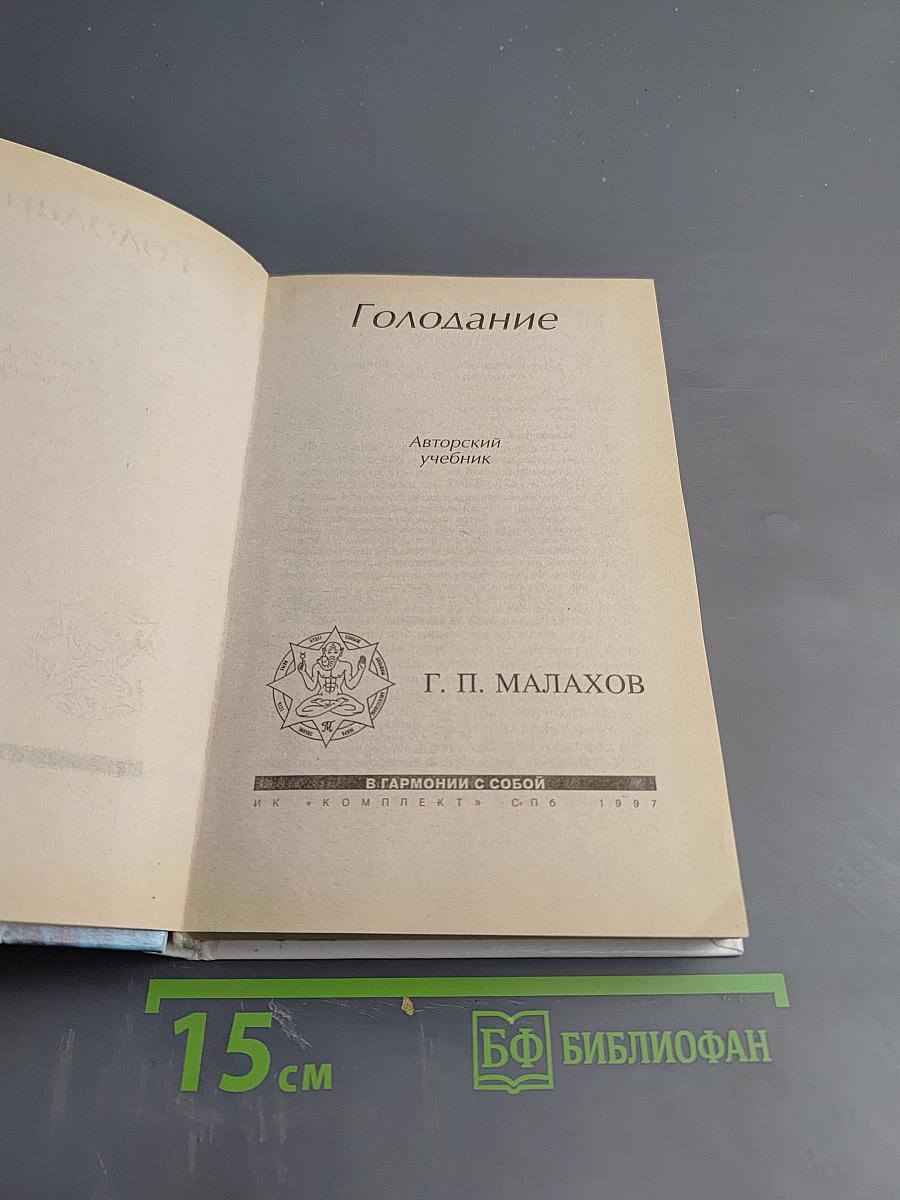 Голодание
Авторский
учебник
Г. П. МАЛАХОВ
В ГАРМОНИИ С СОБОЙ
ИК «КОМПЛЕКТ» СПб 1997
15 см
БФ БИБЛИОФАН